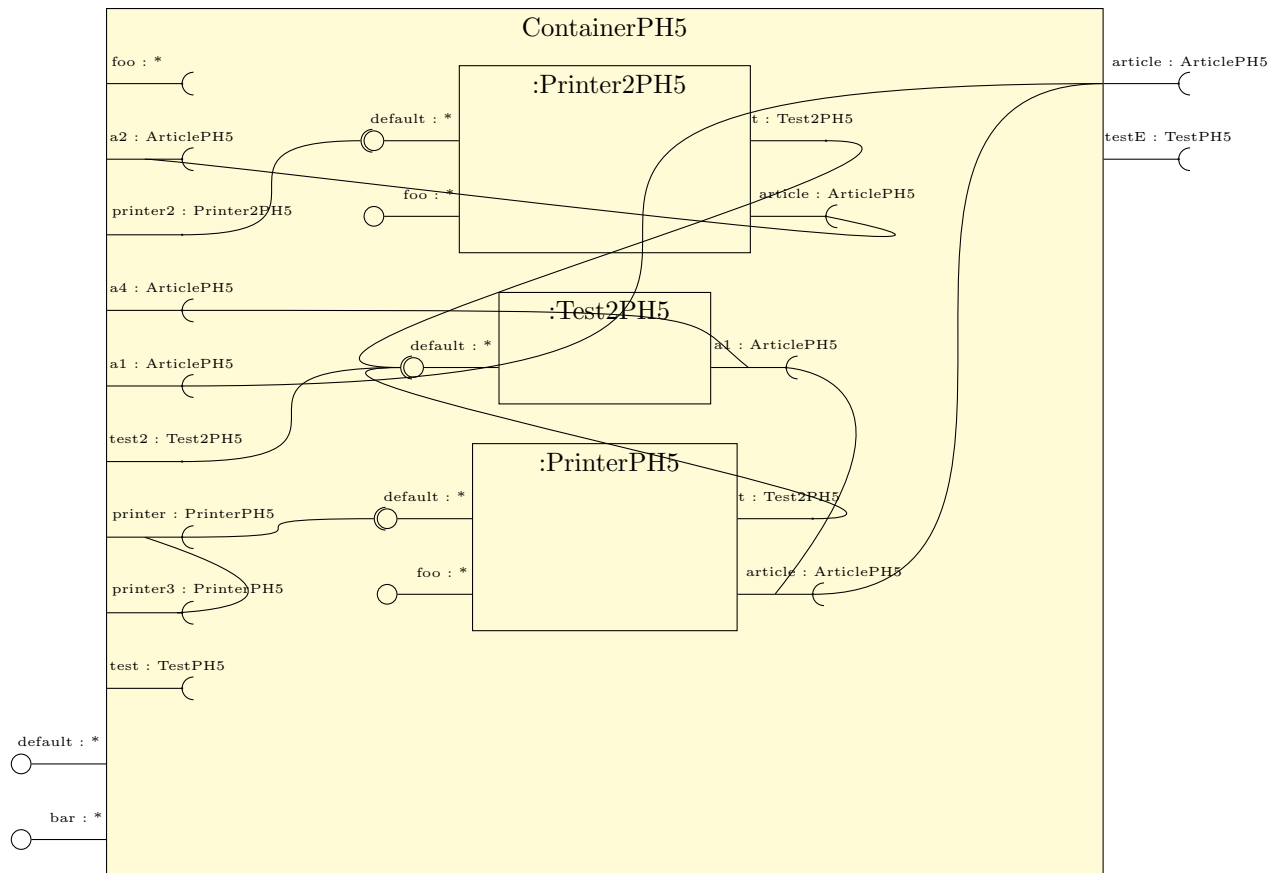 ContainerPH5
foo : *
article : ArticlePH5
:Printer2PH5
default : *
t : Test2PH5
a2 : ArticlePH5
testE : TestPH5
foo : *
article : ArticlePH5
printer2 : Printer2PH5
a4 : ArticlePH5
:Test2PH5
default : *
a1 : ArticlePH5
a1 : ArticlePH5
test2 : Test2PH5
:PrinterPH5
default : *
t : Test2PH5
printer : PrinterPH5
foo : *
article : ArticlePH5
printer3 : PrinterPH5
test : TestPH5
default : *
bar : *